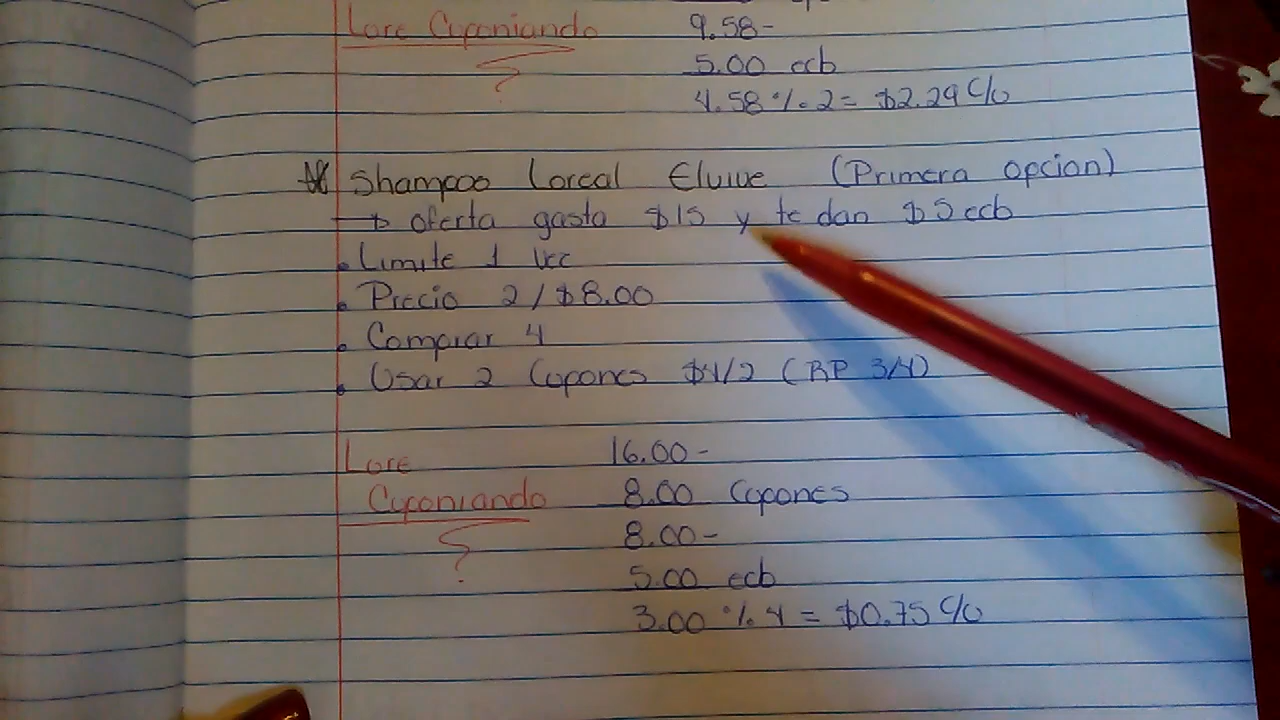 Lore Cuponiando
9.58-
5.00 ecb
4.58 % 2 = $2.29 c/o
Shampoo Loreal Elvive (Primera opcion)
→ oferta gasta $15 y te dan $5 ecb
• Limite 1 vez
• Precio 2/$8.00
• Comprar 4
• Usar 2 Cupones $4/2 (RP 3/4)
Lore
Cuponiando
16.00-
8.00 Cupones
8.00-
5.00 ecb
3.00 % 4 = $0.75 c/o